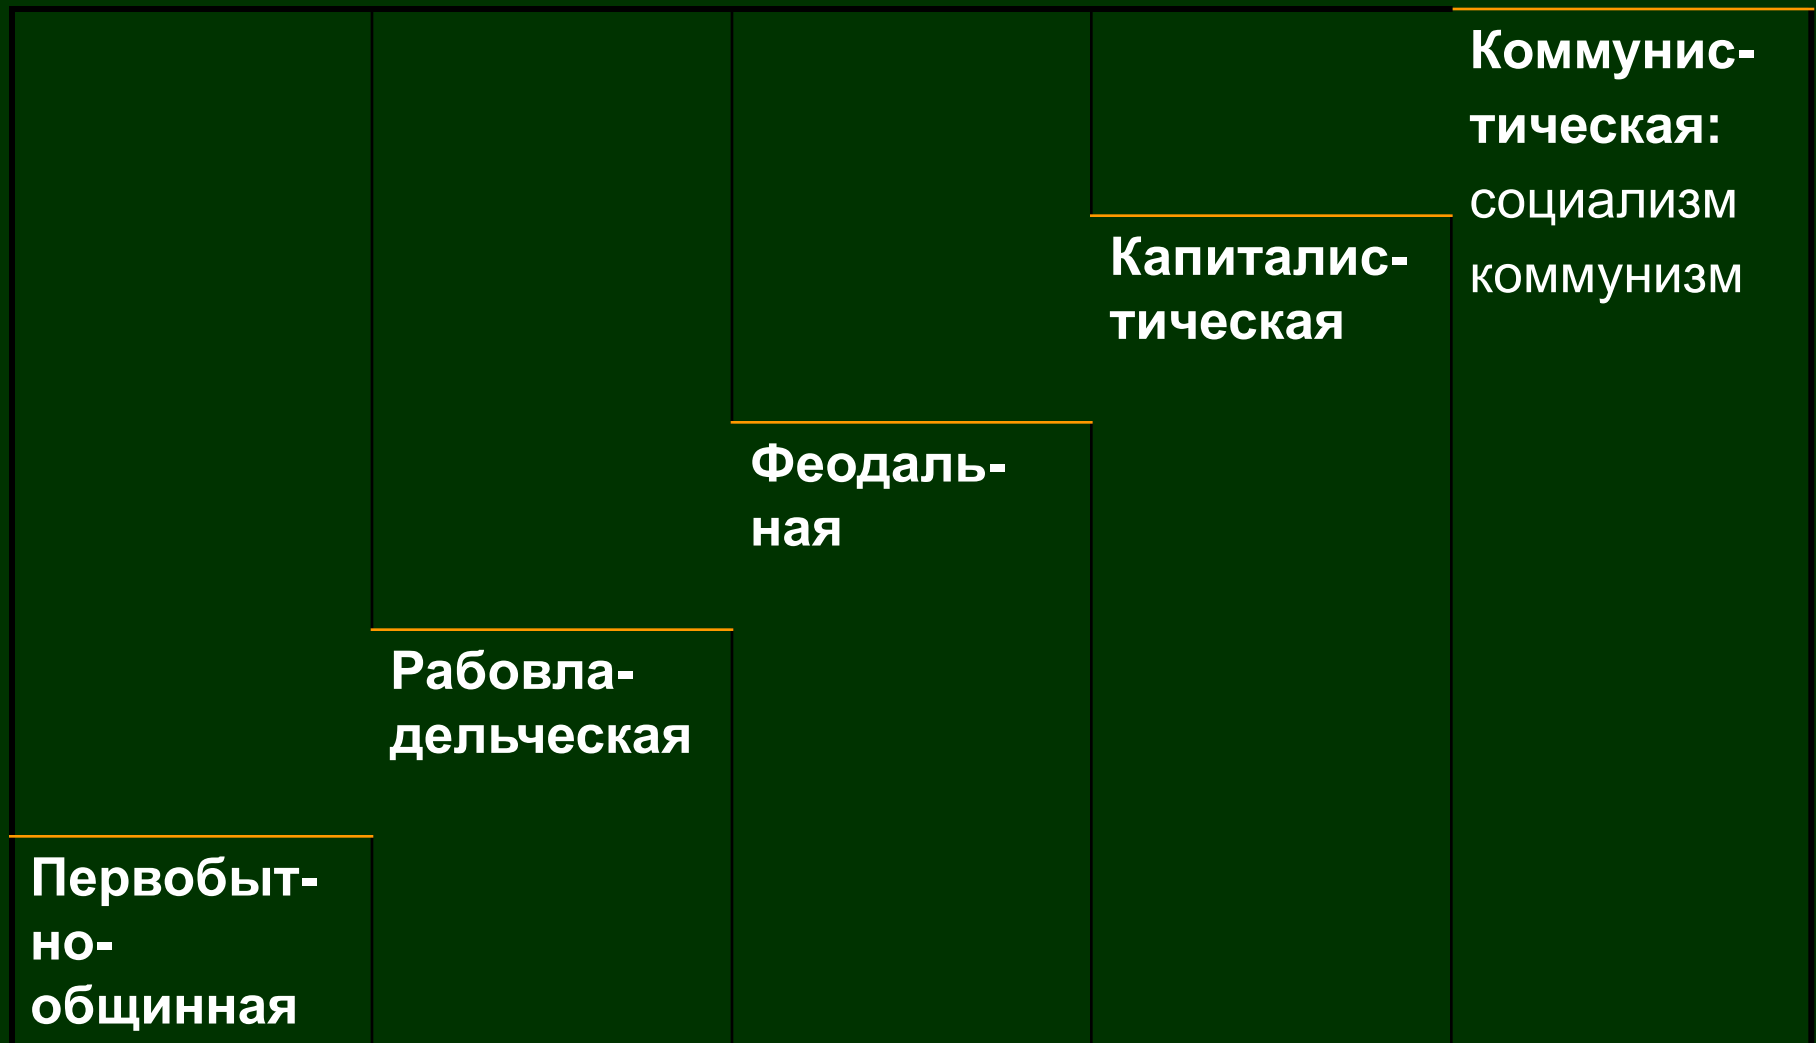 Коммунис-
тическая:
социализм
коммунизм
Капиталис-
тическая
Феодаль-
ная
Рабовла-
дельческая
Первобыт-
но-
общинная